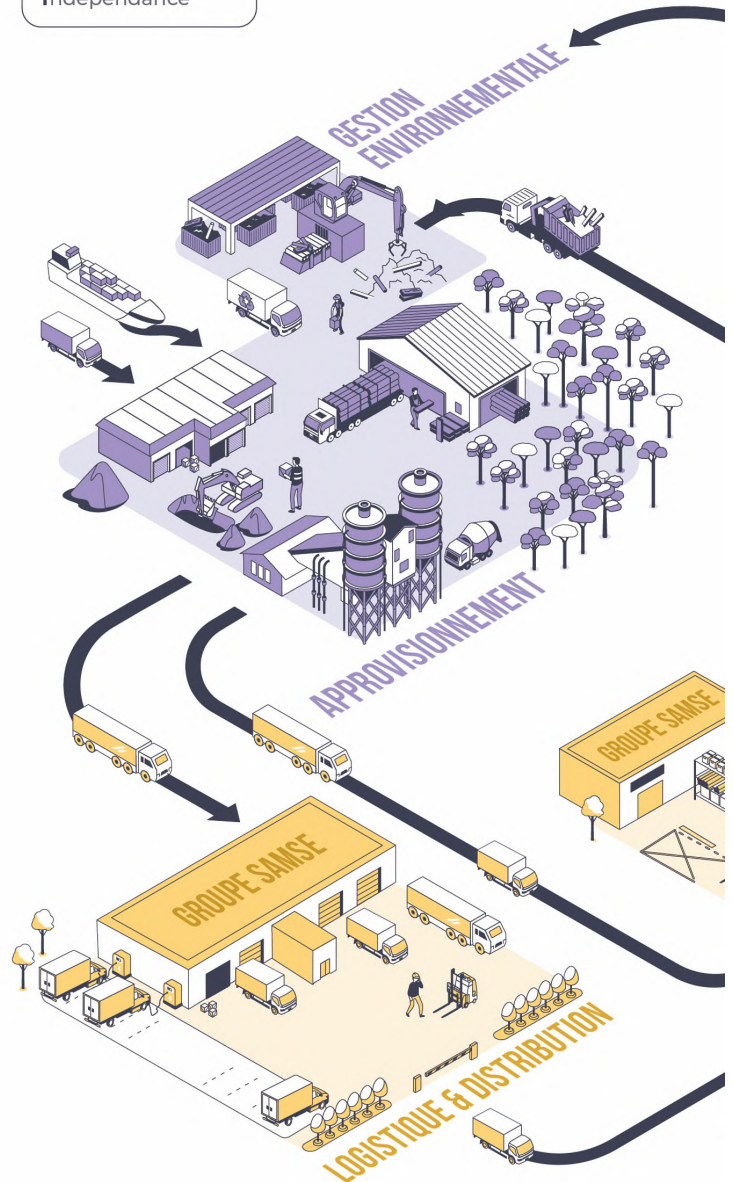 Indépendance
GESTION
ENVIRONNEMENTALE
APPROVISIONNEMENT
GROUPE SAMSE
GROUPE SAMSE
LOGISTIQUE & DISTRIBUTION